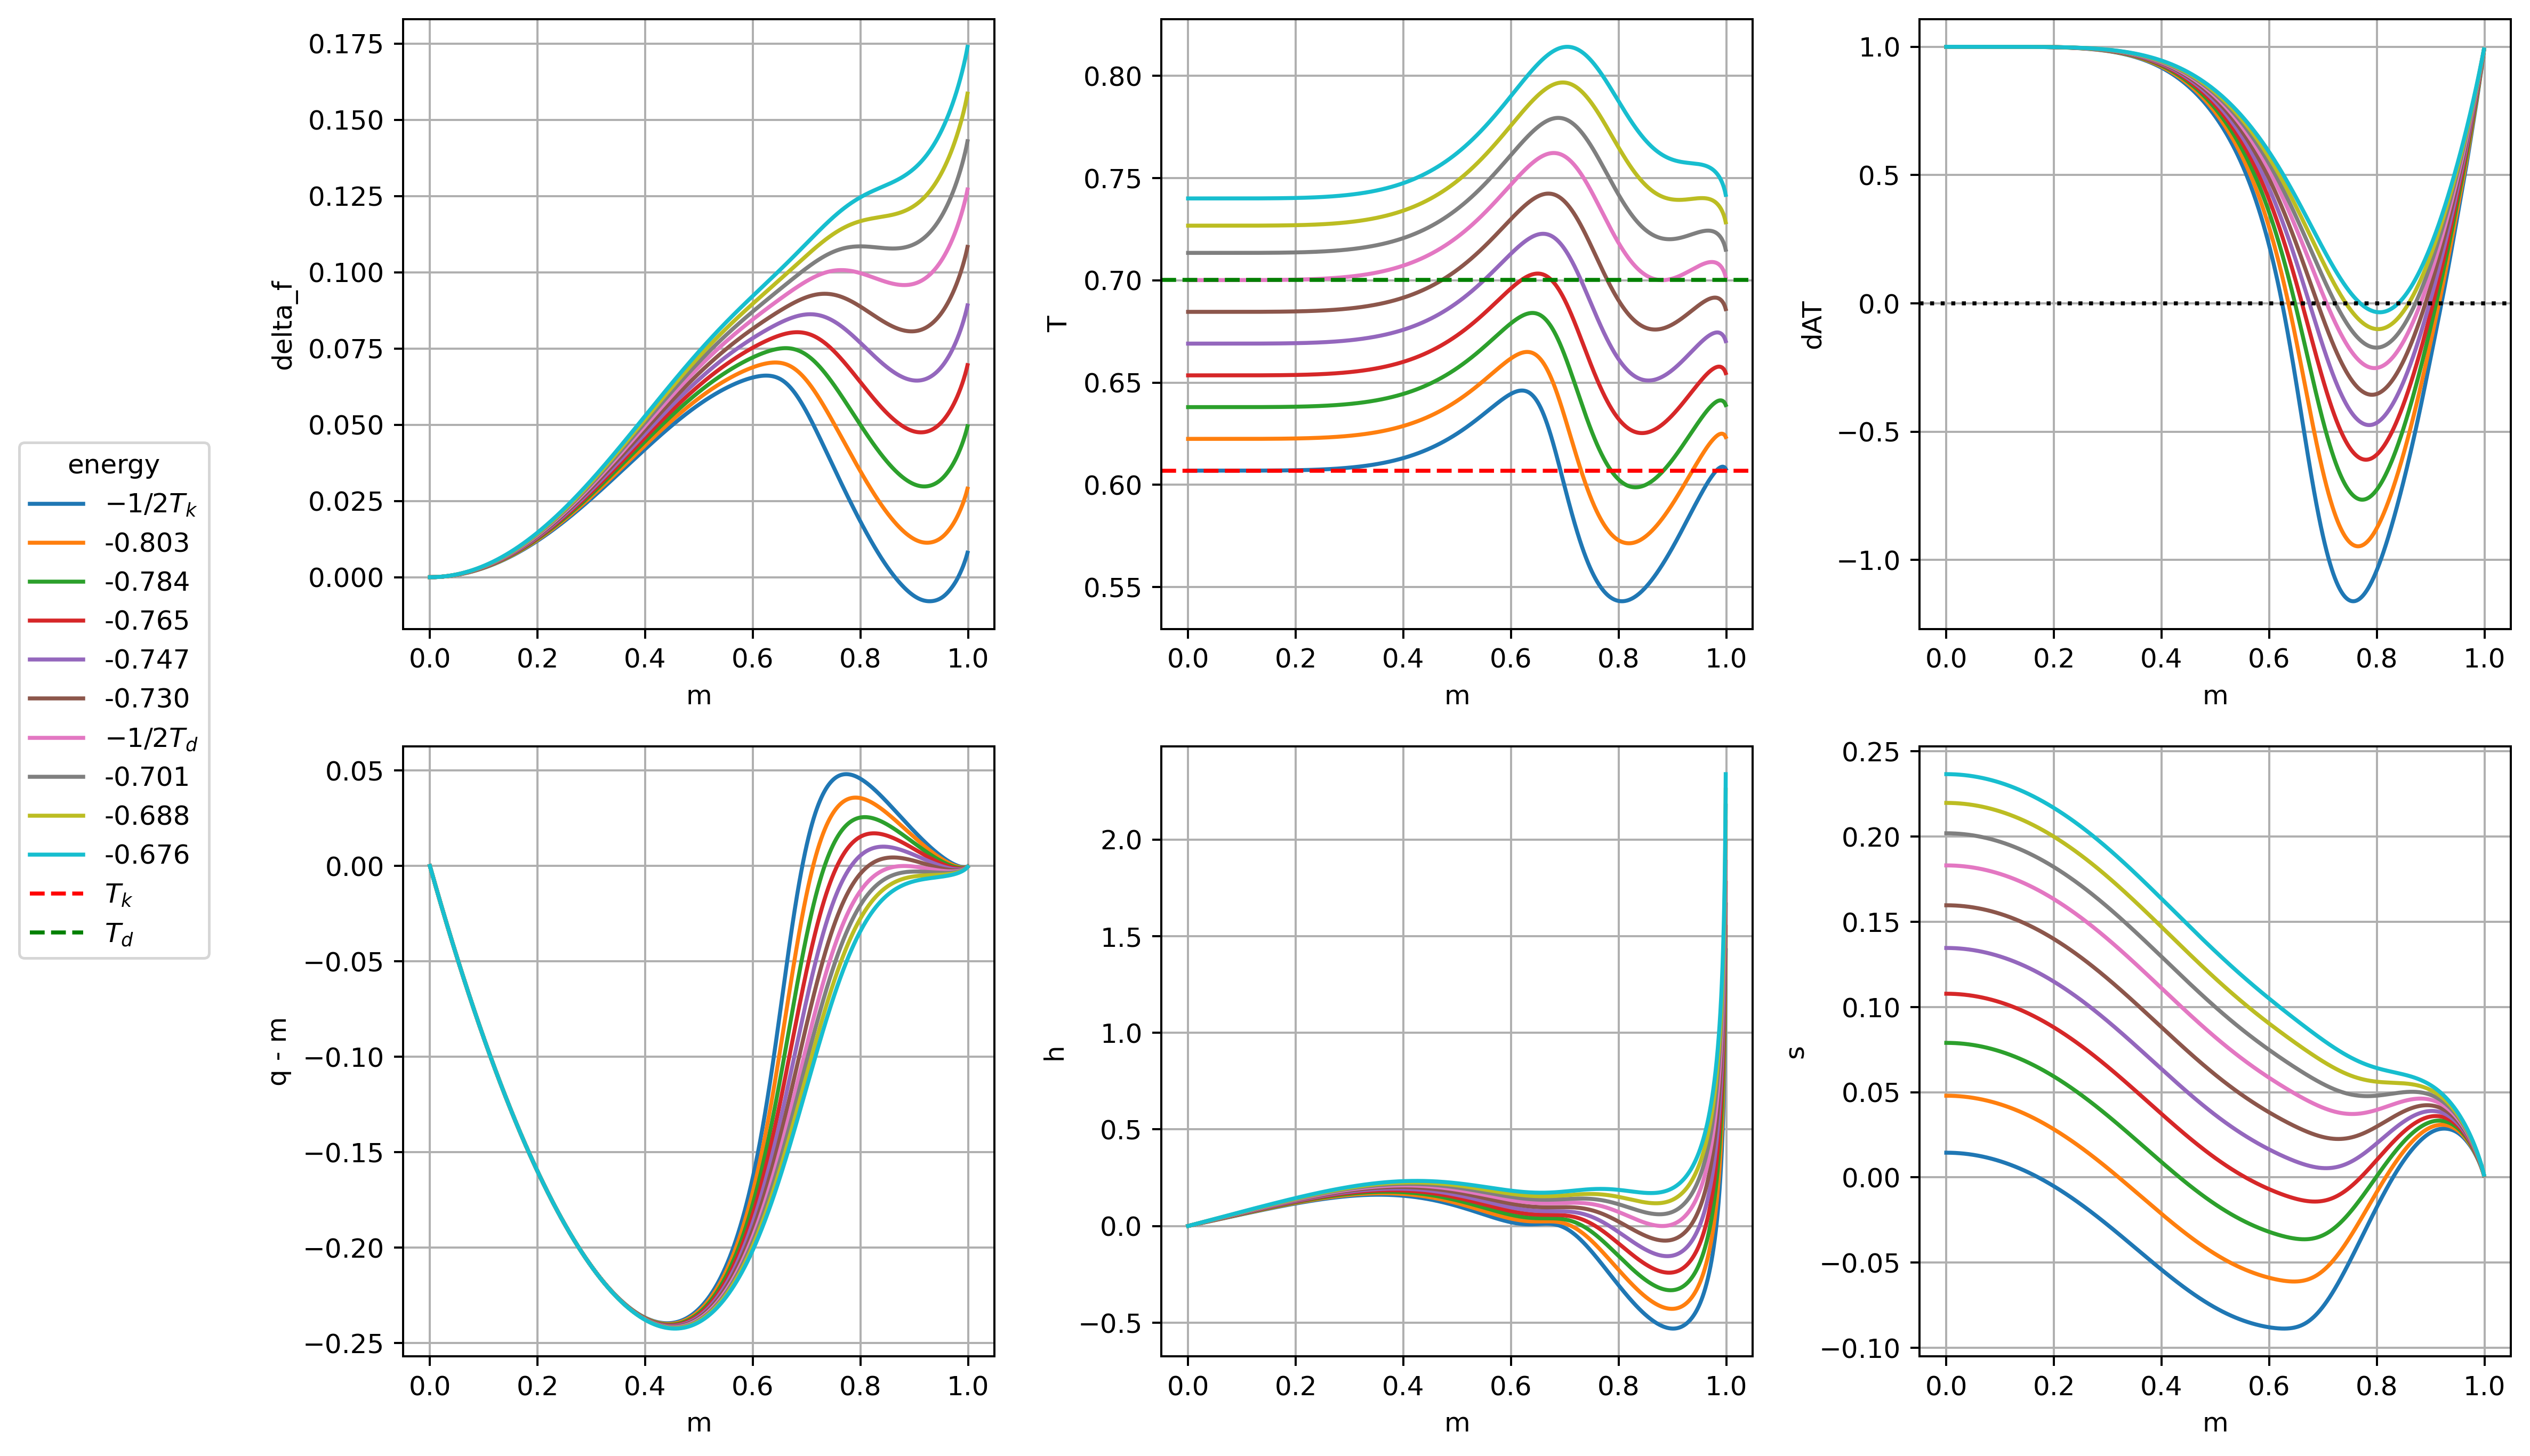 0.175
0.150
0.125
0.100
0.075
0.050
0.025
0.000
delta_f
0.0 0.2 0.4 0.6 0.8 1.0
m
0.80
0.75
0.70
0.65
0.60
0.55
T
0.0 0.2 0.4 0.6 0.8 1.0
m
1.0
0.5
0.0
−0.5
−1.0
dAT
0.0 0.2 0.4 0.6 0.8 1.0
m
energy
−1/2T_k
-0.803
-0.784
-0.765
-0.747
-0.730
−1/2T_d
-0.701
-0.688
-0.676
T_k
T_d
0.05
0.00
−0.05
−0.10
−0.15
−0.20
−0.25
q - m
0.0 0.2 0.4 0.6 0.8 1.0
m
2.0
1.5
1.0
0.5
0.0
−0.5
h
0.0 0.2 0.4 0.6 0.8 1.0
m
0.25
0.20
0.15
0.10
0.05
0.00
−0.05
−0.10
s
0.0 0.2 0.4 0.6 0.8 1.0
m